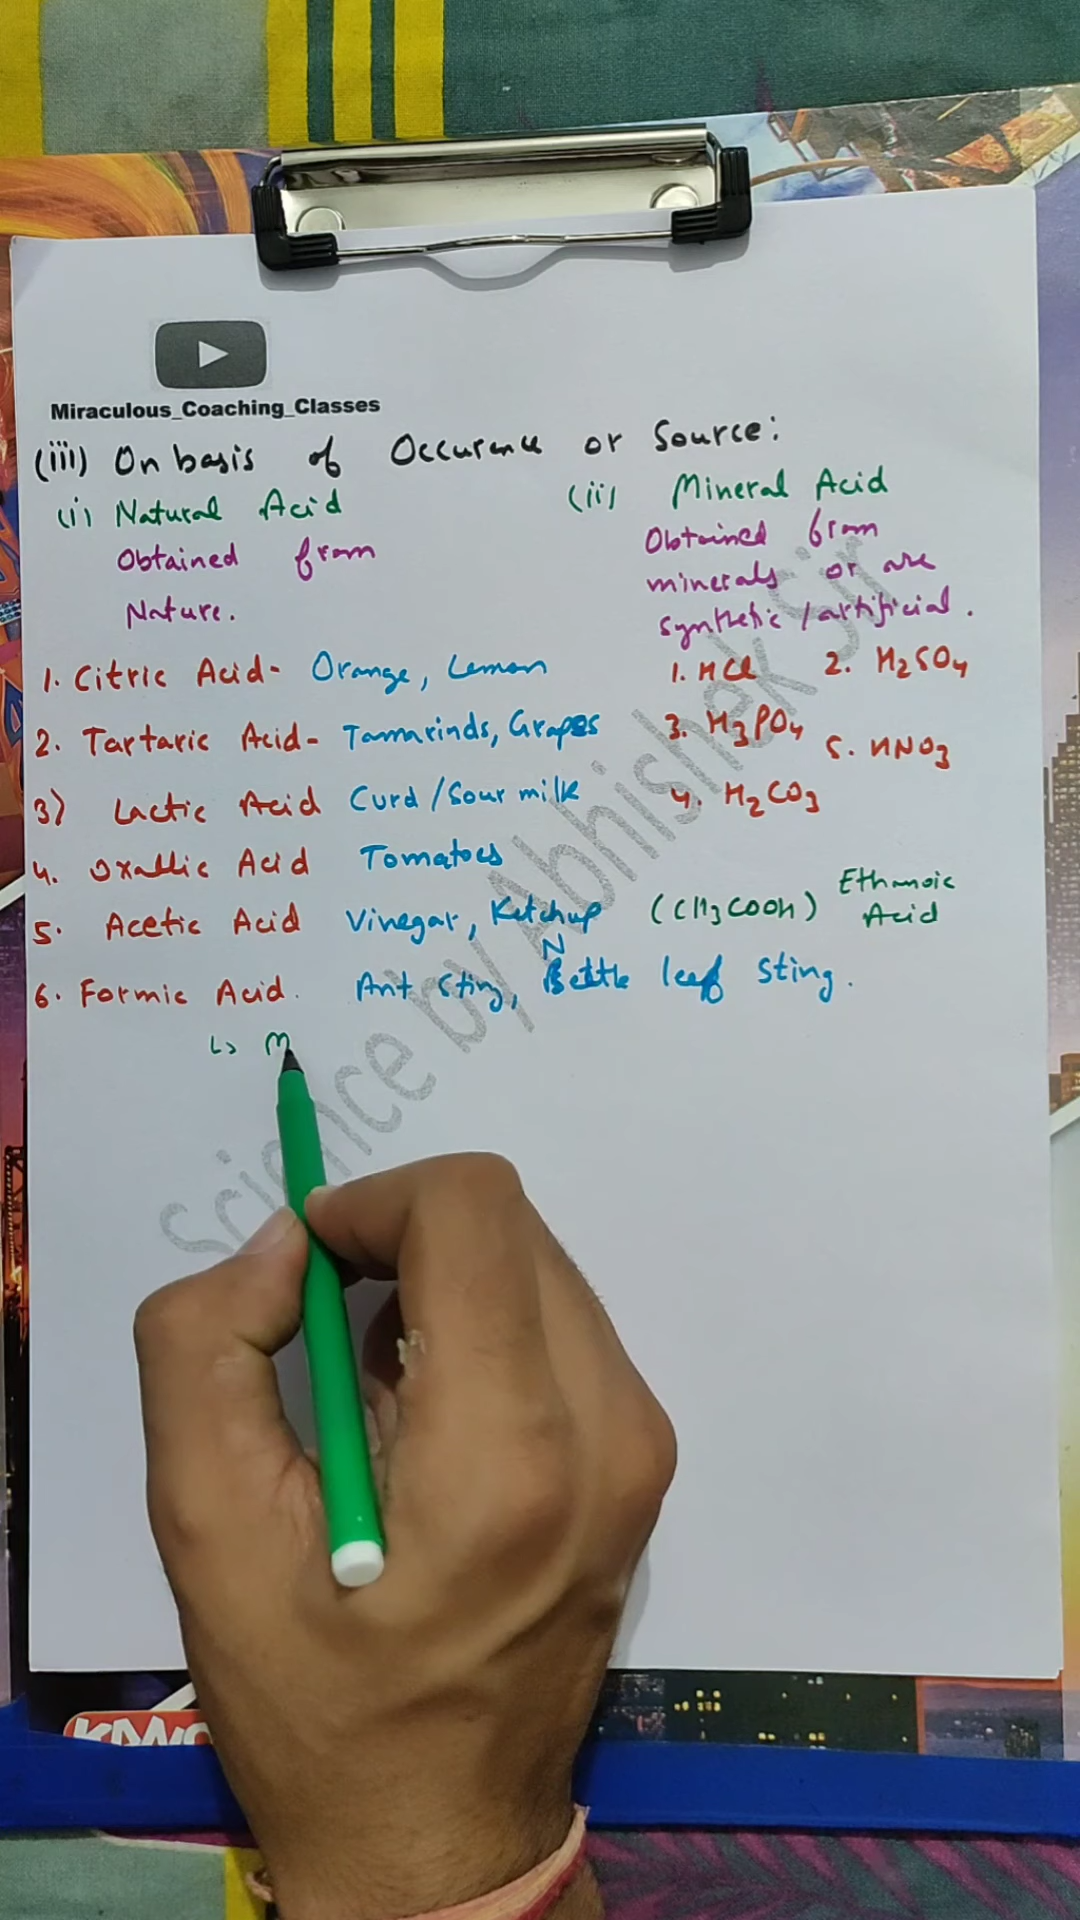 Miraculous_Coaching_Classes
(iii) On basis of Occurence or Source:
(i) Natural Acid
Obtained from
Nature.
(ii) Mineral Acid
Obtained from
minerals or are
synthetic/artificial.
1. Citric Acid- Orange, Lemon
2. Tartaric Acid- Tamarinds, Grapes
3) Lactic Acid Curd/Sour milk
4. Oxallic Acid Tomatoes
5. Acetic Acid Vinegar, Ketchup (CH3COOH) Ethanoic Acid
6. Formic Acid. Ant Sting, Nettle leaf Sting.
↳ M
1. HCl 2. H2SO4
3. H3PO4
5. HNO3
4. H2CO3
Science by Abhishek Sir